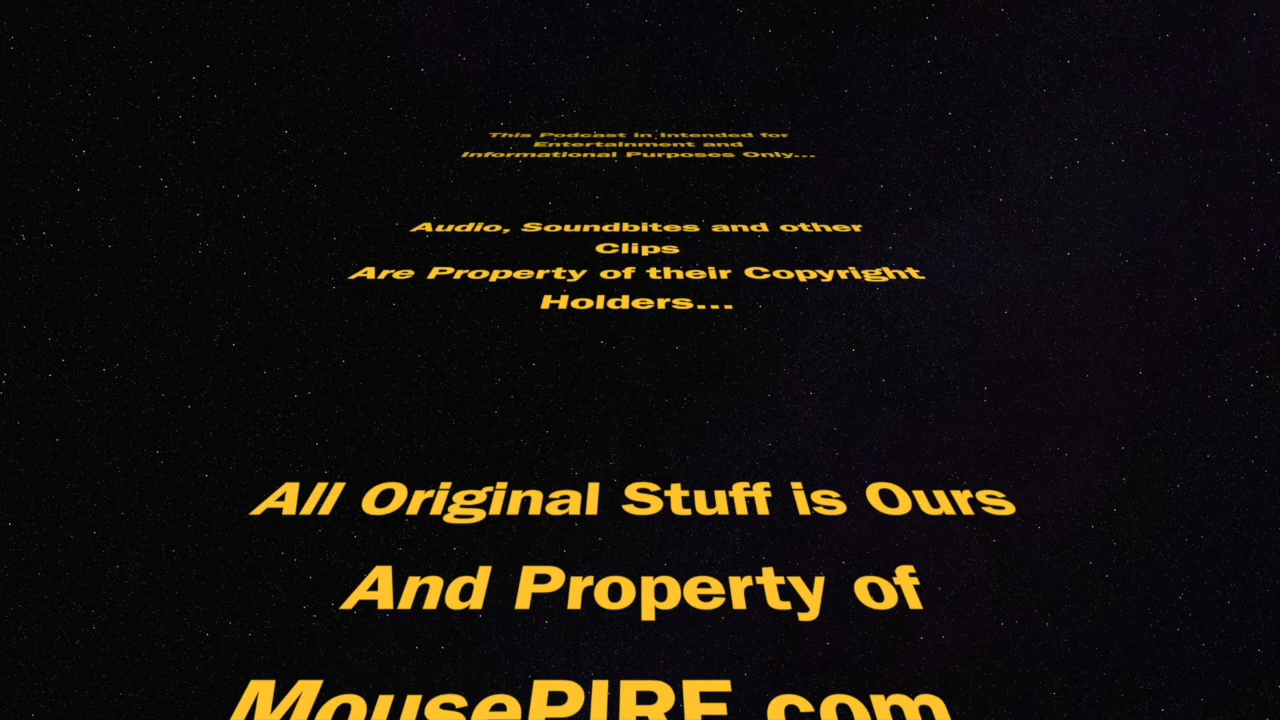 This Podcast in intended for
Entertainment and
Informational Purposes Only...
Audio, Soundbites and other
Clips
Are Property of their Copyright
Holders...
All Original Stuff is Ours
And Property of
MousePIRE.com